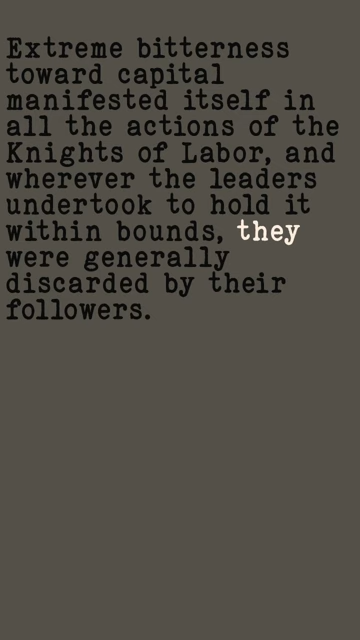 Extreme bitterness
toward capital
manifested itself in
all the actions of the
Knights of Labor, and
wherever the leaders
undertook to hold it
within bounds, they
were generally
discarded by their
followers.